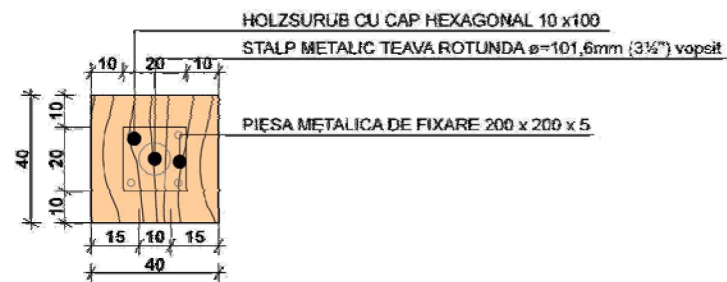 HOLZSURUB CU CAP HEXAGONAL 10 x100
STALP METALIC TEAVA ROTUNDA ø=101,6mm (3½") vopsit
10 20 10
PIESA METALICA DE FIXARE 200 x 200 x 5
10
20
10
40
15 10 15
40